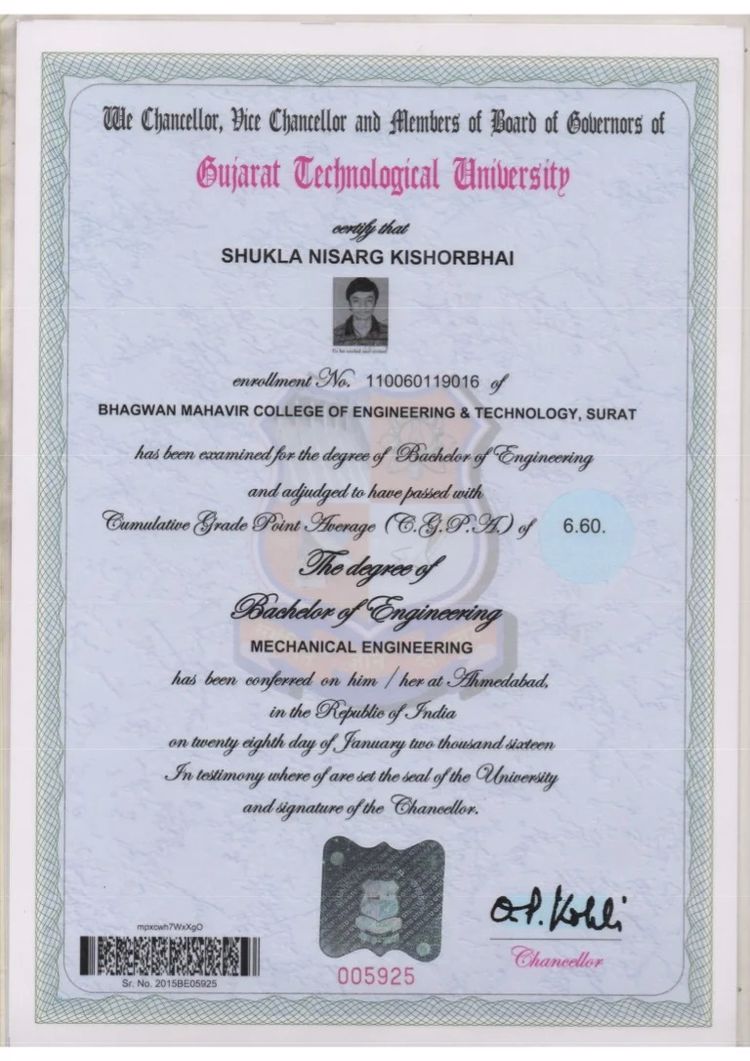 We Chancellor, Vice Chancellor and Members of Board of Governors of
Gujarat Technological University
certify that
SHUKLA NISARG KISHORBHAI
enrollment No. 110060119016 of
BHAGWAN MAHAVIR COLLEGE OF ENGINEERING & TECHNOLOGY, SURAT
has been examined for the degree of Bachelor of Engineering
and adjudged to have passed with
Cumulative Grade Point Average (C.G.P.A.) of 6.60.
The degree of
Bachelor of Engineering
MECHANICAL ENGINEERING
has been conferred on him / her at Ahmedabad,
in the Republic of India
on twenty eighth day of January two thousand sixteen
In testimony where of are set the seal of the University
and signature of the Chancellor.
O.P. Kohli
mpxcwh7WxXgO
Chancellor
005925
Sr. No. 2015BE05925